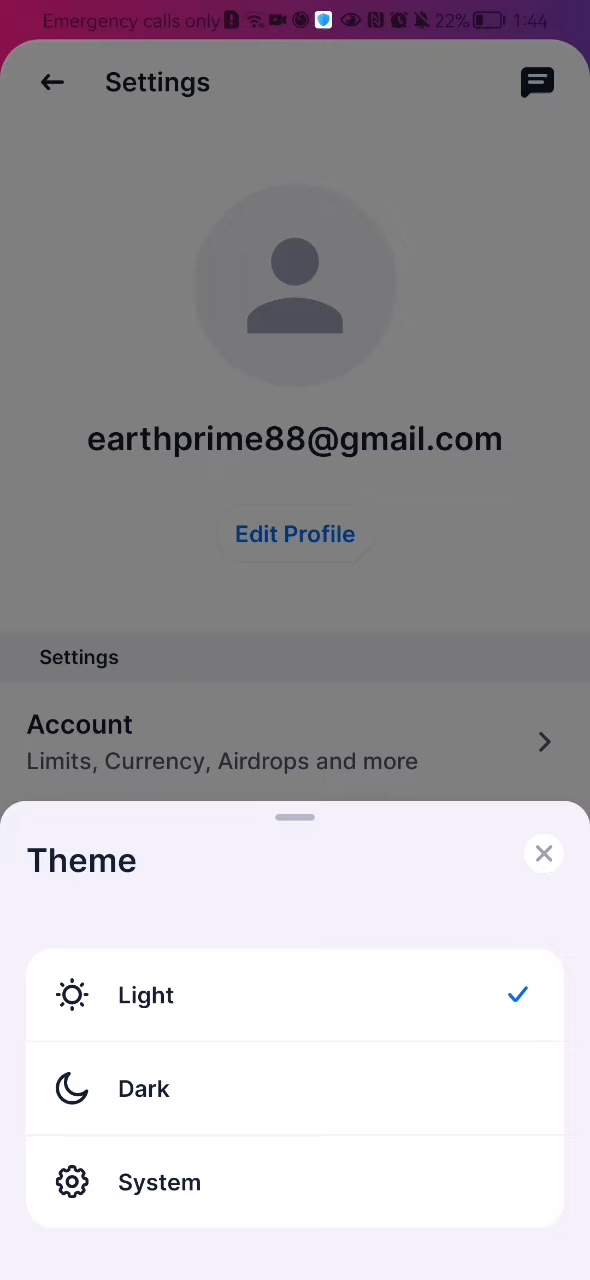 Emergency calls only 22% 1:44
Settings
earthprime88@gmail.com
Edit Profile
Settings
Account
Limits, Currency, Airdrops and more
Theme
Light
Dark
System